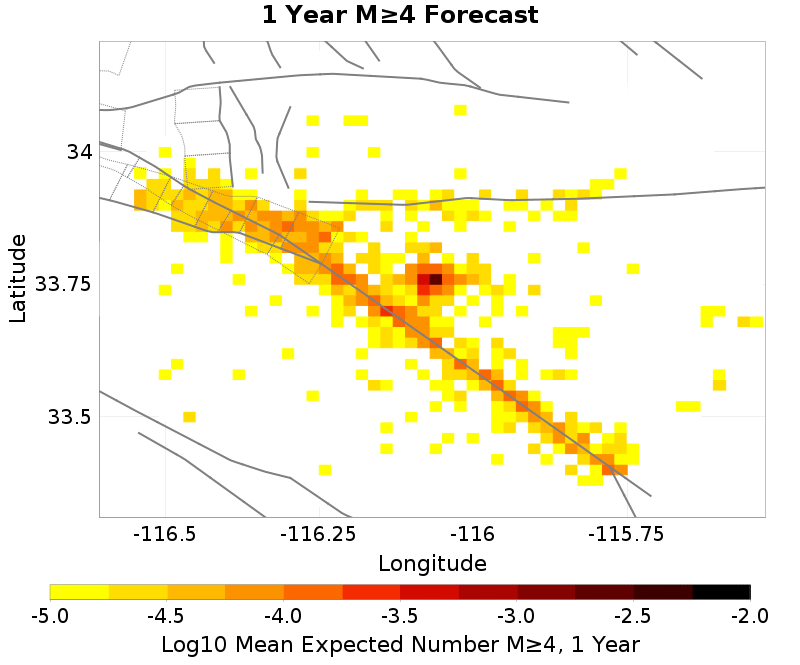 1 Year M≥4 Forecast
34
33.75
33.5
Latitude
-116.5 -116.25 -116 -115.75
Longitude
-5.0 -4.5 -4.0 -3.5 -3.0 -2.5 -2.0
Log10 Mean Expected Number M≥4, 1 Year